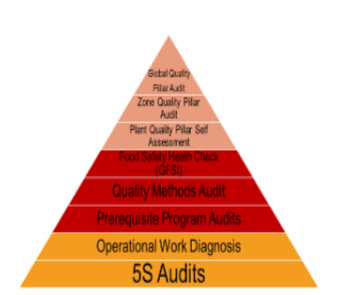 Global Quality
Pillar Audit
Zone Quality Pillar
Audit
Plant Quality Pillar Self
Assessment
Food Safety Heath Check
(GFSI)
Quality Methods Audit
Prerequisite Program Audits
Operational Work Diagnosis
5S Audits